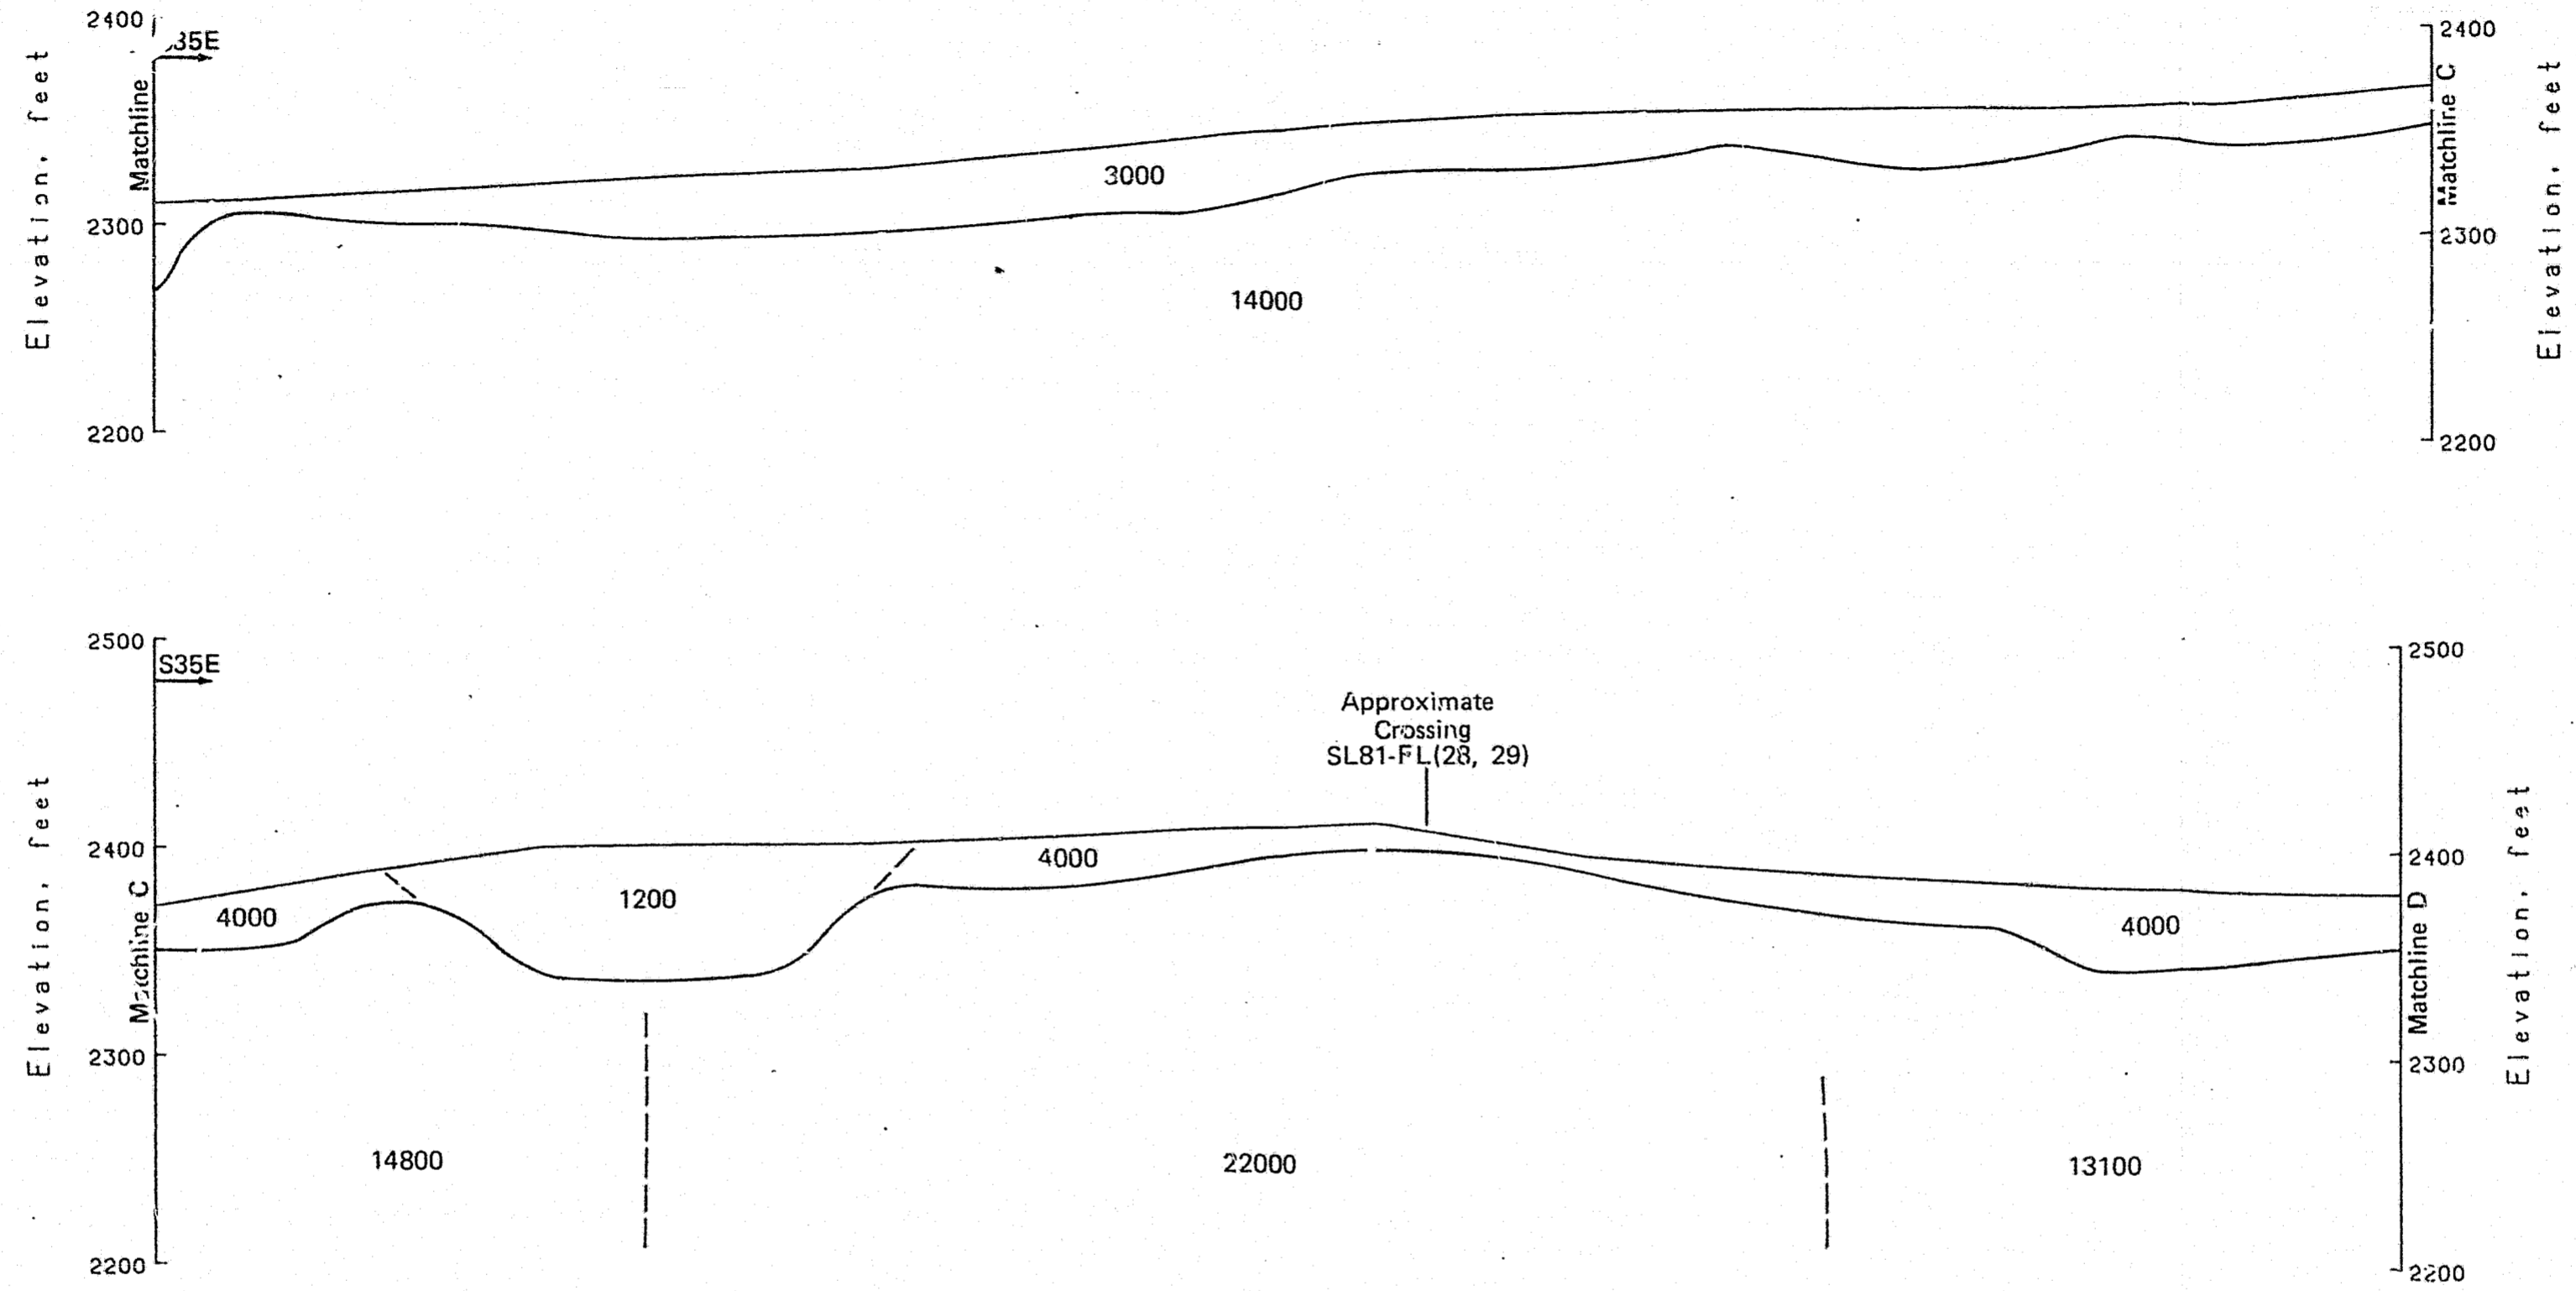 2400
35E
Elevation, feet
Matchline
2300
2200
3000
14000
2400
Matchline C
2300
2200
Elevation, feet
2500
S35E
Elevation, feet
2400
Matchline C
2300
2200
4000
1200
4000
Approximate
Crossing
SL81-FL(28, 29)
4000
14800
22000
13100
2500
2400
Matchline D
2300
2200
Elevation, feet